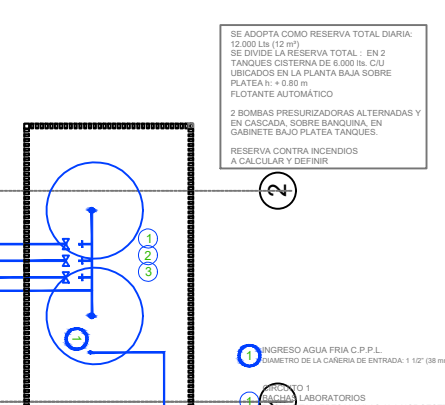 SE ADOPTA COMO RESERVA TOTAL DIARIA:
12.000 Lts (12 m³)
SE DIVIDE LA RESERVA TOTAL : EN 2
TANQUES CISTERNA DE 6.000 lts. C/U
UBICADOS EN LA PLANTA BAJA SOBRE
PLATEA h: + 0.80 m
FLOTANTE AUTOMÁTICO
2 BOMBAS PRESURIZADORAS ALTERNADAS Y
EN CASCADA, SOBRE BANQUINA, EN
GABINETE BAJO PLATEA TANQUES.
RESERVA CONTRA INCENDIOS
A CALCULAR Y DEFINIR
2
1
2
3
1
1 INGRESO AGUA FRIA C.P.P.L.
DIAMETRO DE LA CAÑERIA DE ENTRADA: 1 1/2" (38 m
CIRCUITO 1
1 BACHAS LABORATORIOS